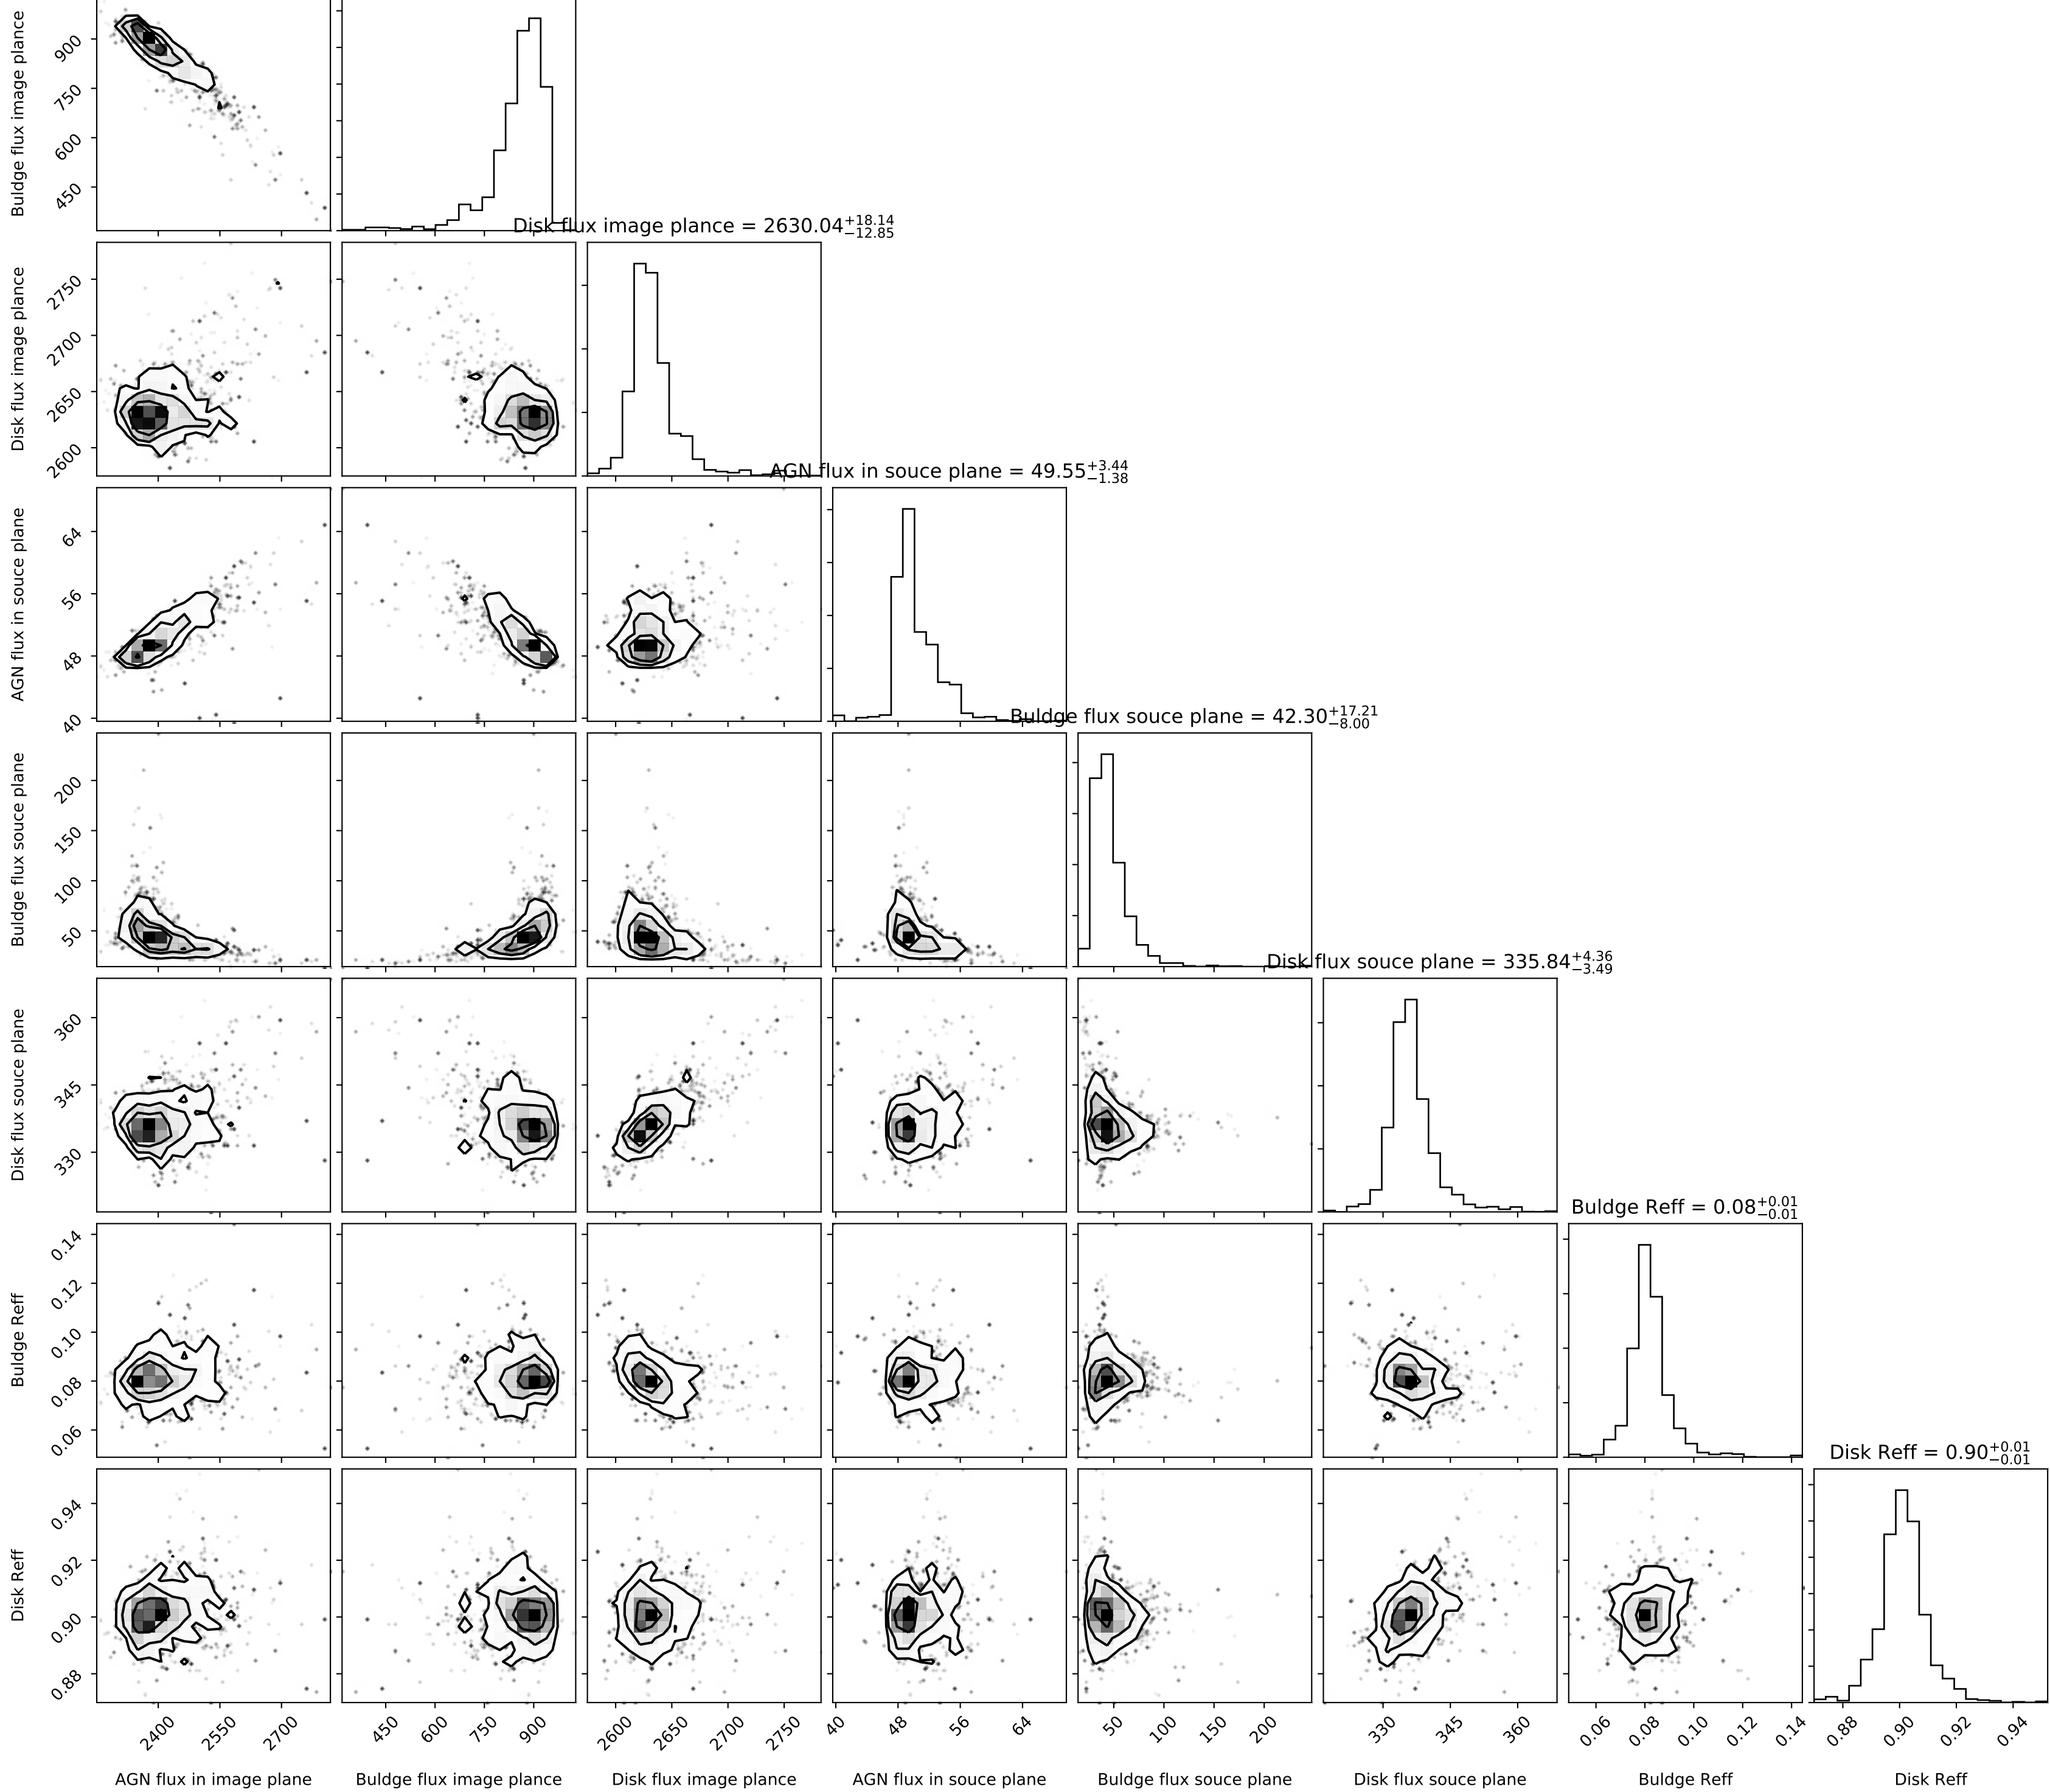 Buldge flux image plance
900
750
600
450
Disk flux image plance = 2630.04+18.14−12.85
Disk flux image plance
2750
2700
2650
2600
AGN flux in souce plane = 49.55+3.44−1.38
AGN flux in souce plane
64
56
48
40
Buldge flux souce plane = 42.30+17.21−8.00
Buldge flux souce plane
200
150
100
50
Disk flux souce plane = 335.84+4.36−3.49
Disk flux souce plane
360
345
330
Buldge Reff = 0.08+0.01−0.01
Buldge Reff
0.14
0.12
0.10
0.08
0.06
Disk Reff = 0.90+0.01−0.01
Disk Reff
0.94
0.92
0.90
0.88
2400 2550 2700 450 600 750 900 2600 2650 2700 2750 40 48 56 64 50 100 150 200 330 345 360 0.06 0.08 0.10 0.12 0.14 0.88 0.90 0.92 0.94
AGN flux in image plane Buldge flux image plance Disk flux image plance AGN flux in souce plane Buldge flux souce plane Disk flux souce plane Buldge Reff Disk Reff